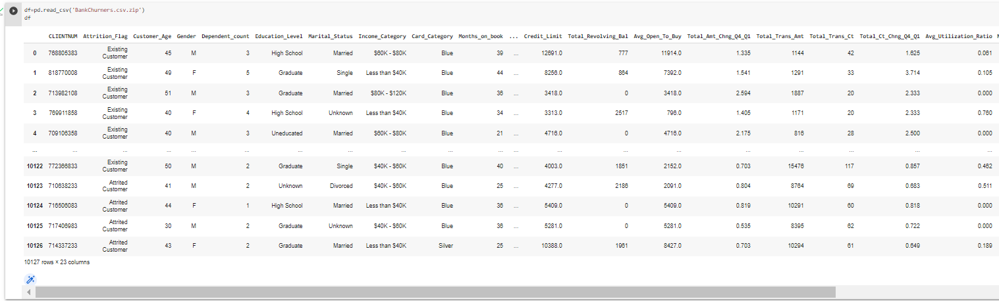 df=pd.read_csv('BankChurners.csv.zip')
df
CLIENTNUM Attrition_Flag Customer_Age Gender Dependent_count Education_Level Marital_Status Income_Category Card_Category Months_on_book ... Credit_Limit Total_Revolving_Bal Avg_Open_To_Buy Total_Amt_Chng_Q4_Q1 Total_Trans_Amt Total_Trans_Ct Total_Ct_Chng_Q4_Q1 Avg_Utilization_Ratio
0 768805383 Existing Customer 45 M 3 High School Married $60K - $80K Blue 39 ... 12691.0 777 11914.0 1.335 1144 42 1.625 0.061
1 818770008 Existing Customer 49 F 5 Graduate Single Less than $40K Blue 44 ... 8256.0 864 7392.0 1.541 1291 33 3.714 0.105
2 713982108 Existing Customer 51 M 3 Graduate Married $80K - $120K Blue 36 ... 3418.0 0 3418.0 2.594 1887 20 2.333 0.000
3 769911858 Existing Customer 40 F 4 High School Unknown Less than $40K Blue 34 ... 3313.0 2517 796.0 1.405 1171 20 2.333 0.760
4 709106358 Existing Customer 40 M 3 Uneducated Married $60K - $80K Blue 21 ... 4716.0 0 4716.0 2.175 816 28 2.500 0.000
... ... ... ... ... ... ... ... ... ... ... ... ... ... ... ... ... ... ... ...
10122 772366833 Existing Customer 50 M 2 Graduate Single $40K - $60K Blue 40 ... 4003.0 1851 2152.0 0.703 15476 117 0.857 0.462
10123 710638233 Attrited Customer 41 M 2 Unknown Divorced $40K - $60K Blue 25 ... 4277.0 2186 2091.0 0.804 8764 69 0.683 0.511
10124 716506083 Attrited Customer 44 F 1 High School Married Less than $40K Blue 36 ... 5409.0 0 5409.0 0.819 10291 60 0.818 0.000
10125 717406983 Attrited Customer 30 M 2 Graduate Unknown $40K - $60K Blue 36 ... 5281.0 0 5281.0 0.535 8395 62 0.722 0.000
10126 714337233 Attrited Customer 43 F 2 Graduate Married Less than $40K Silver 25 ... 10388.0 1961 8427.0 0.703 10294 61 0.649 0.189
10127 rows × 23 columns